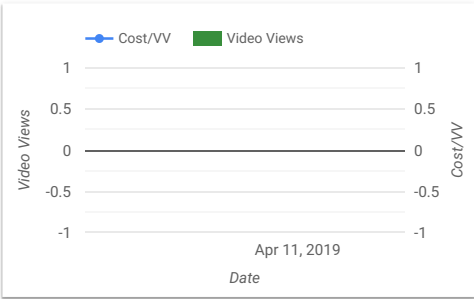 Cost/VV Video Views
1 1
0.5 0.5
0 0
-0.5 -0.5
-1 -1
Video Views
Cost/VV
Apr 11, 2019
Date